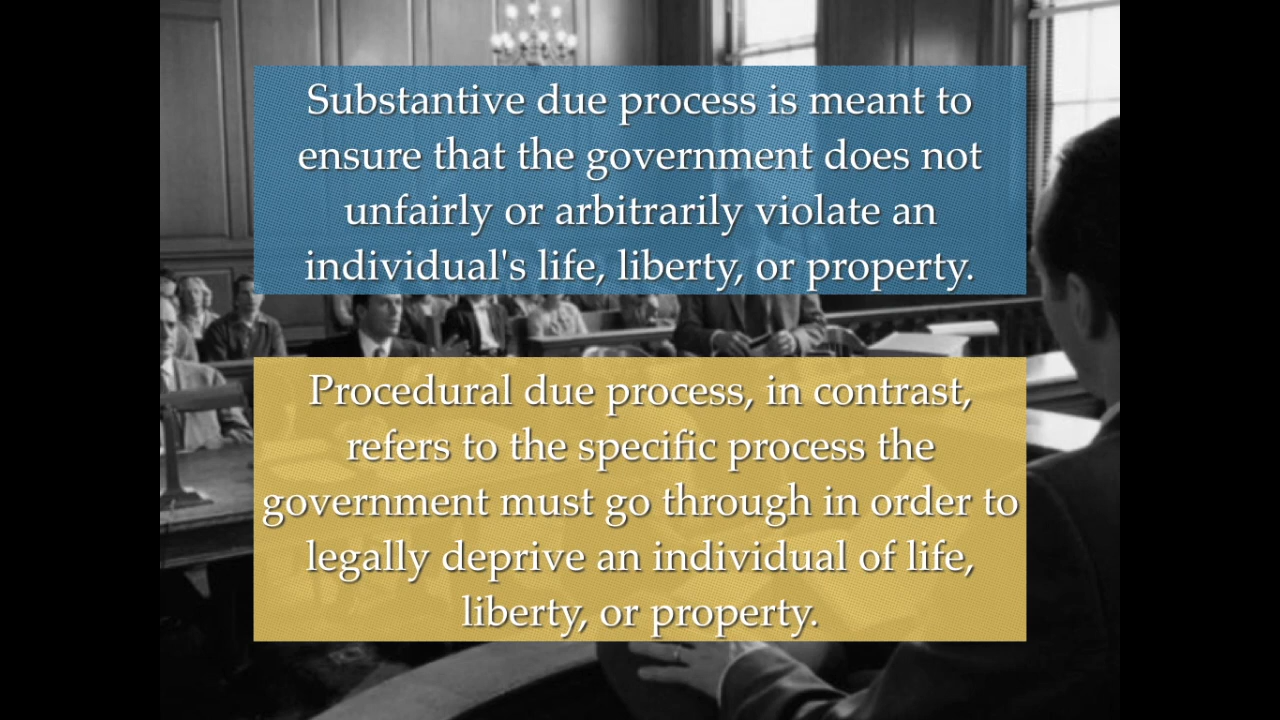 Substantive due process is meant to
ensure that the government does not
unfairly or arbitrarily violate an
individual's life, liberty, or property.
Procedural due process, in contrast,
refers to the specific process the
government must go through in order to
legally deprive an individual of life,
liberty, or property.